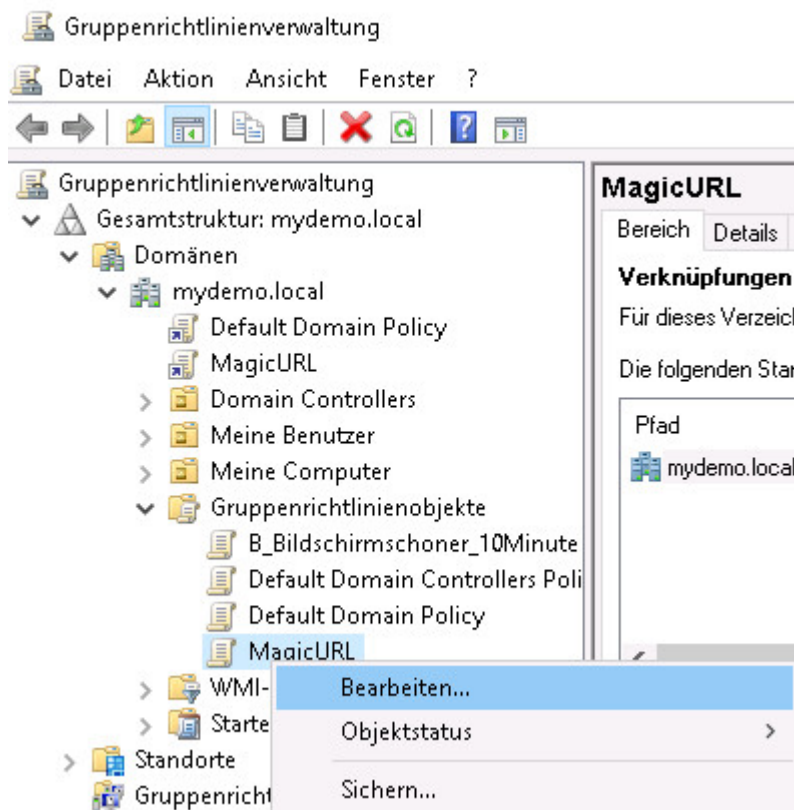 Gruppenrichtlinienverwaltung
Datei Aktion Ansicht Fenster ?
Gruppenrichtlinienverwaltung
Gesamtstruktur: mydemo.local
Domänen
mydemo.local
Default Domain Policy
MagicURL
Domain Controllers
Meine Benutzer
Meine Computer
Gruppenrichtlinienobjekte
B_Bildschirmschoner_10Minute
Default Domain Controllers Poli
Default Domain Policy
MagicURL
WMI-
Starte
Standorte
Gruppenricht
MagicURL
Bereich Details
Verknüpfungen
Für dieses Verzeicl
Die folgenden Star
Pfad
mydemo.local
Bearbeiten...
Objektstatus
Sichern...